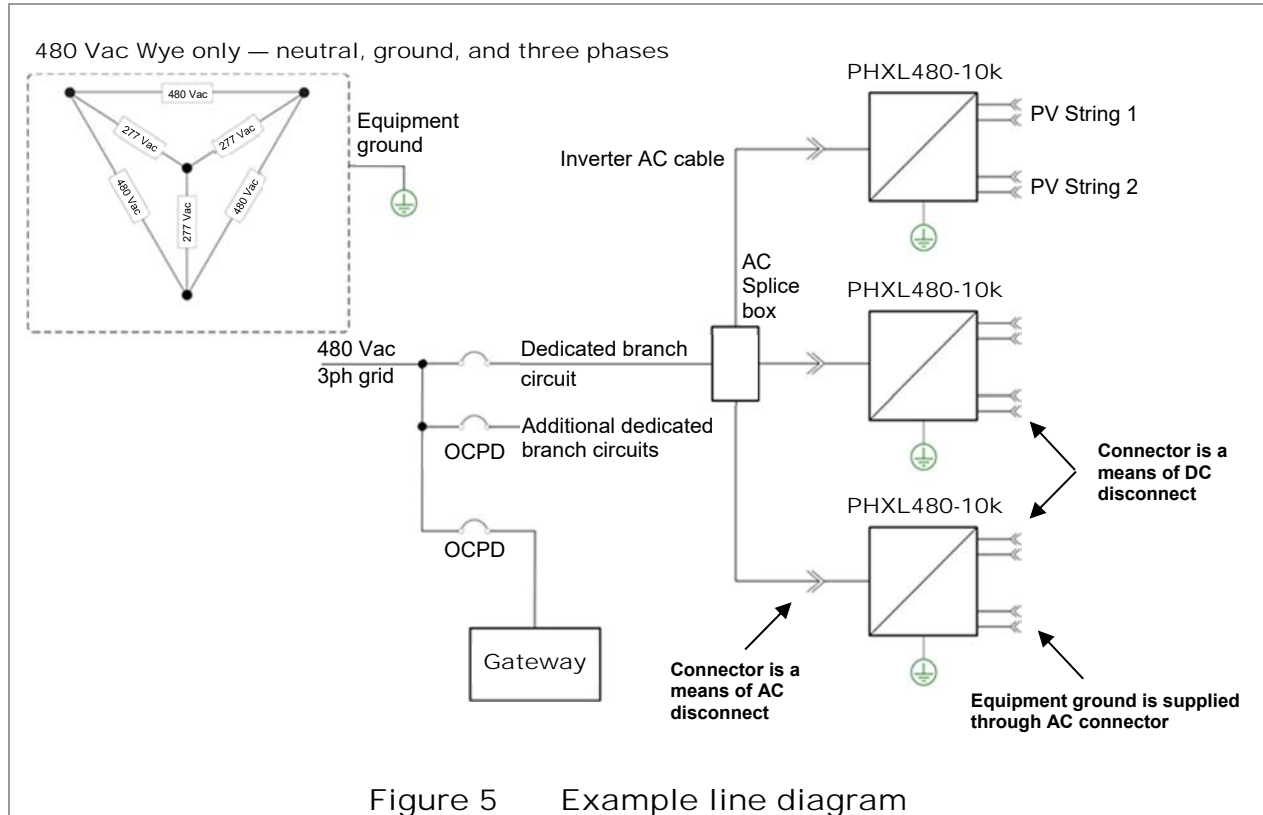 480 Vac Wye only — neutral, ground, and three phases
480 Vac
277 Vac
277 Vac
480 Vac
277 Vac
480 Vac
Equipment
ground
480 Vac
3ph grid
Dedicated branch
circuit
OCPD
Additional dedicated
branch circuits
OCPD
Gateway
Inverter AC cable
AC
Splice
box
PHXL480-10k
PV String 1
PV String 2
PHXL480-10k
Connector is a
means of DC
disconnect
PHXL480-10k
Connector is a
means of AC
disconnect
Equipment ground is supplied
through AC connector
Figure 5 Example line diagram